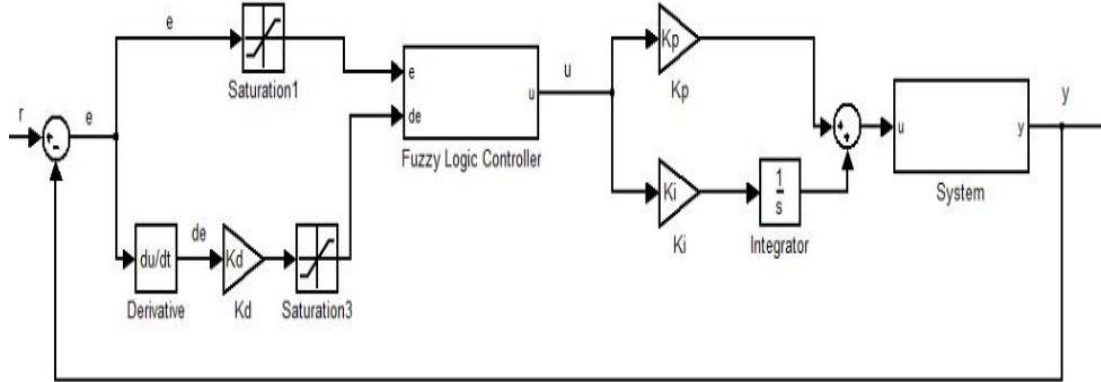 e
Saturation1
r
e
+
-
de
du/dt
Derivative
Kd
Kd
Saturation3
e
de
u
Fuzzy Logic Controller
u
Kp
Kp
Ki
Ki
1
s
Integrator
+
+
u
y
System
y